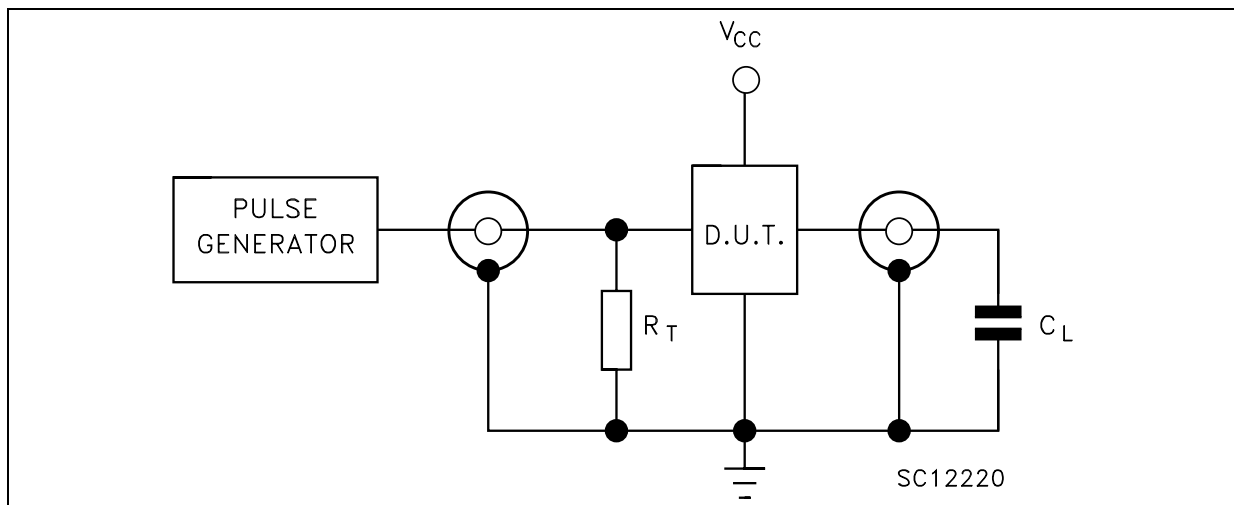 VCC
PULSE
GENERATOR
D.U.T.
RT
CL
SC12220